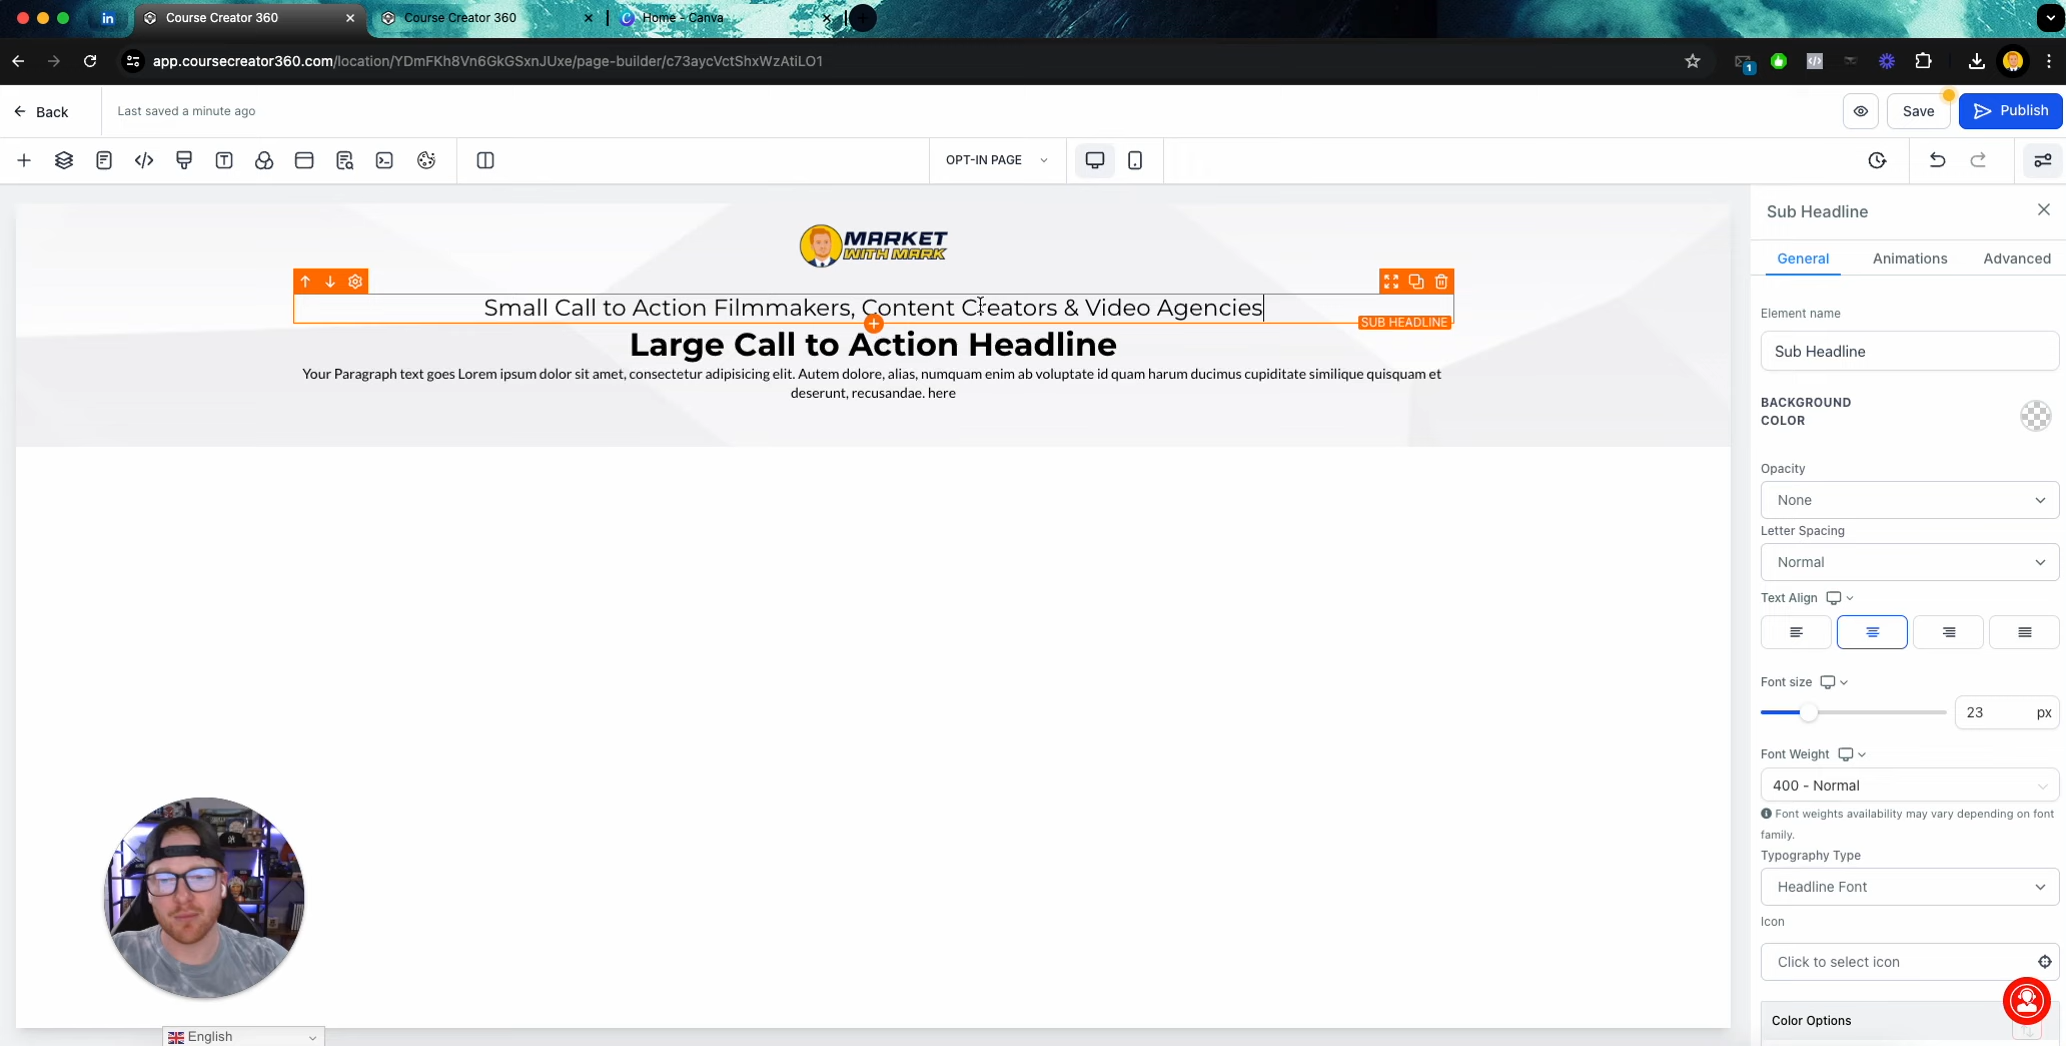 Course Creator 360
Course Creator 360
Home - Canva
app.coursecreator360.com/location/YDmFKh8Vn6GkGSxnJUxe/page-builder/c73aycVctShxWzAtiLO1
1
Back
Last saved a minute ago
Save
Publish
OPT-IN PAGE
MARKET
WITH MARK
Small Call to Action Filmmakers, Content Creators & Video Agencies
SUB HEADLINE
Large Call to Action Headline
Your Paragraph text goes Lorem ipsum dolor sit amet, consectetur adipisicing elit. Autem dolore, alias, numquam enim ab voluptate id quam harum ducimus cupiditate similique quisquam et
deserunt, recusandae. here
Sub Headline
General
Animations
Advanced
Element name
Sub Headline
BACKGROUND
COLOR
Opacity
None
Letter Spacing
Normal
Text Align
Font size
23
px
Font Weight
400 - Normal
Font weights availability may vary depending on font
family.
Typography Type
Headline Font
Icon
Click to select icon
Color Options
English